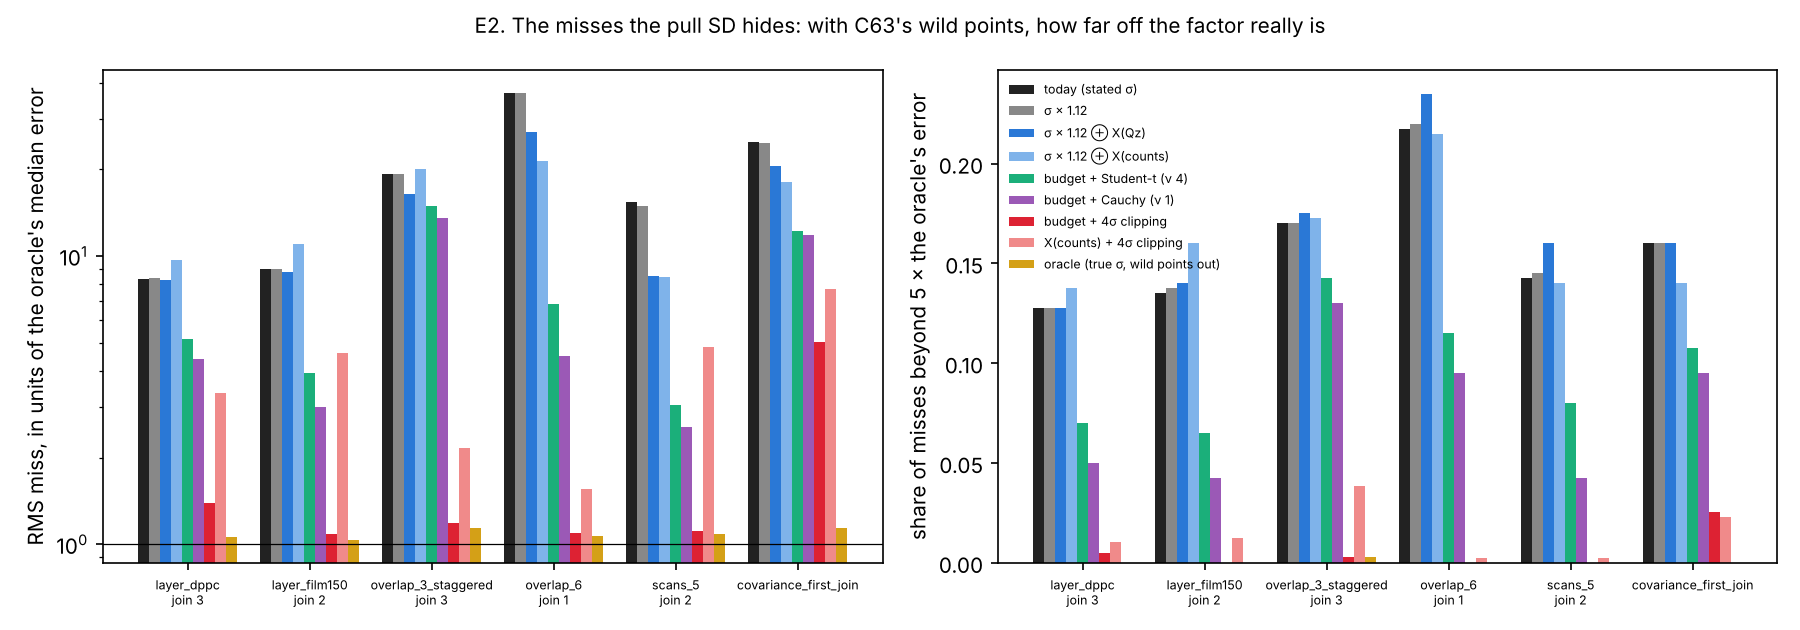 E2. The misses the pull SD hides: with C63's wild points, how far off the factor really is
RMS miss, in units of the oracle's median error
10¹
10⁰
layer_dppc
join 3
layer_film150
join 2
overlap_3_staggered
join 3
overlap_6
join 1
scans_5
join 2
covariance_first_join
share of misses beyond 5 × the oracle's error
0.20
0.15
0.10
0.05
0.00
today (stated σ)
σ × 1.12
σ × 1.12 ⊕ X(Qz)
σ × 1.12 ⊕ X(counts)
budget + Student-t (ν 4)
budget + Cauchy (ν 1)
budget + 4σ clipping
X(counts) + 4σ clipping
oracle (true σ, wild points out)
layer_dppc
join 3
layer_film150
join 2
overlap_3_staggered
join 3
overlap_6
join 1
scans_5
join 2
covariance_first_join